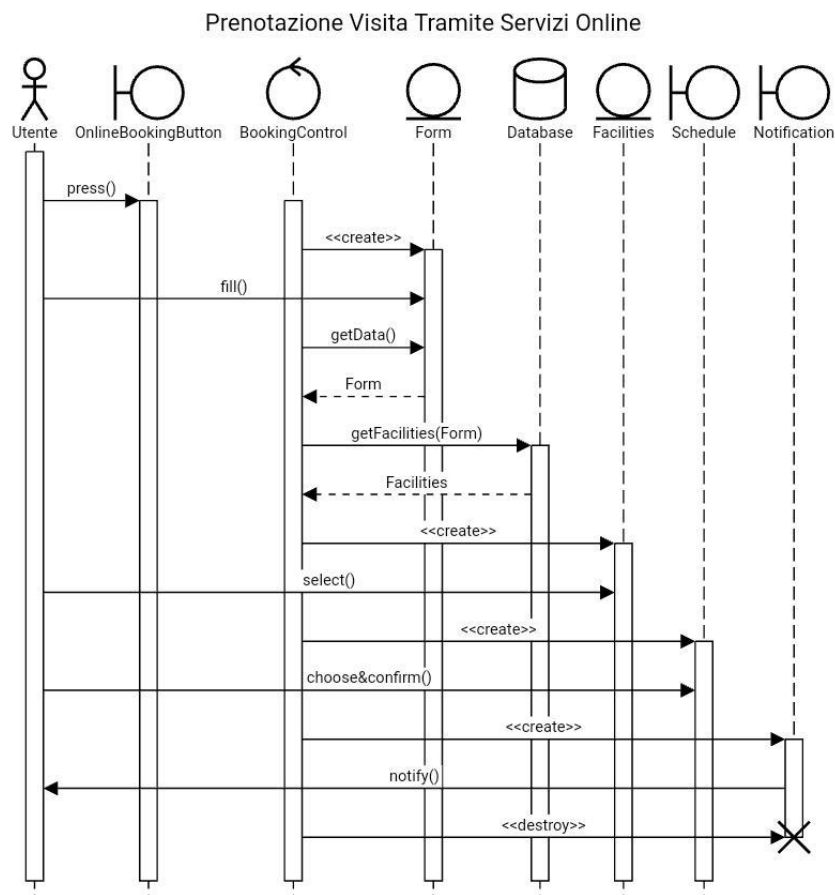 Prenotazione Visita Tramite Servizi Online
Utente OnlineBookingButton BookingControl Form Database Facilities Schedule Notification
press()
<<create>>
fill()
getData()
Form
getFacilities(Form)
Facilities
<<create>>
select()
<<create>>
choose&confirm()
<<create>>
notify()
<<destroy>>